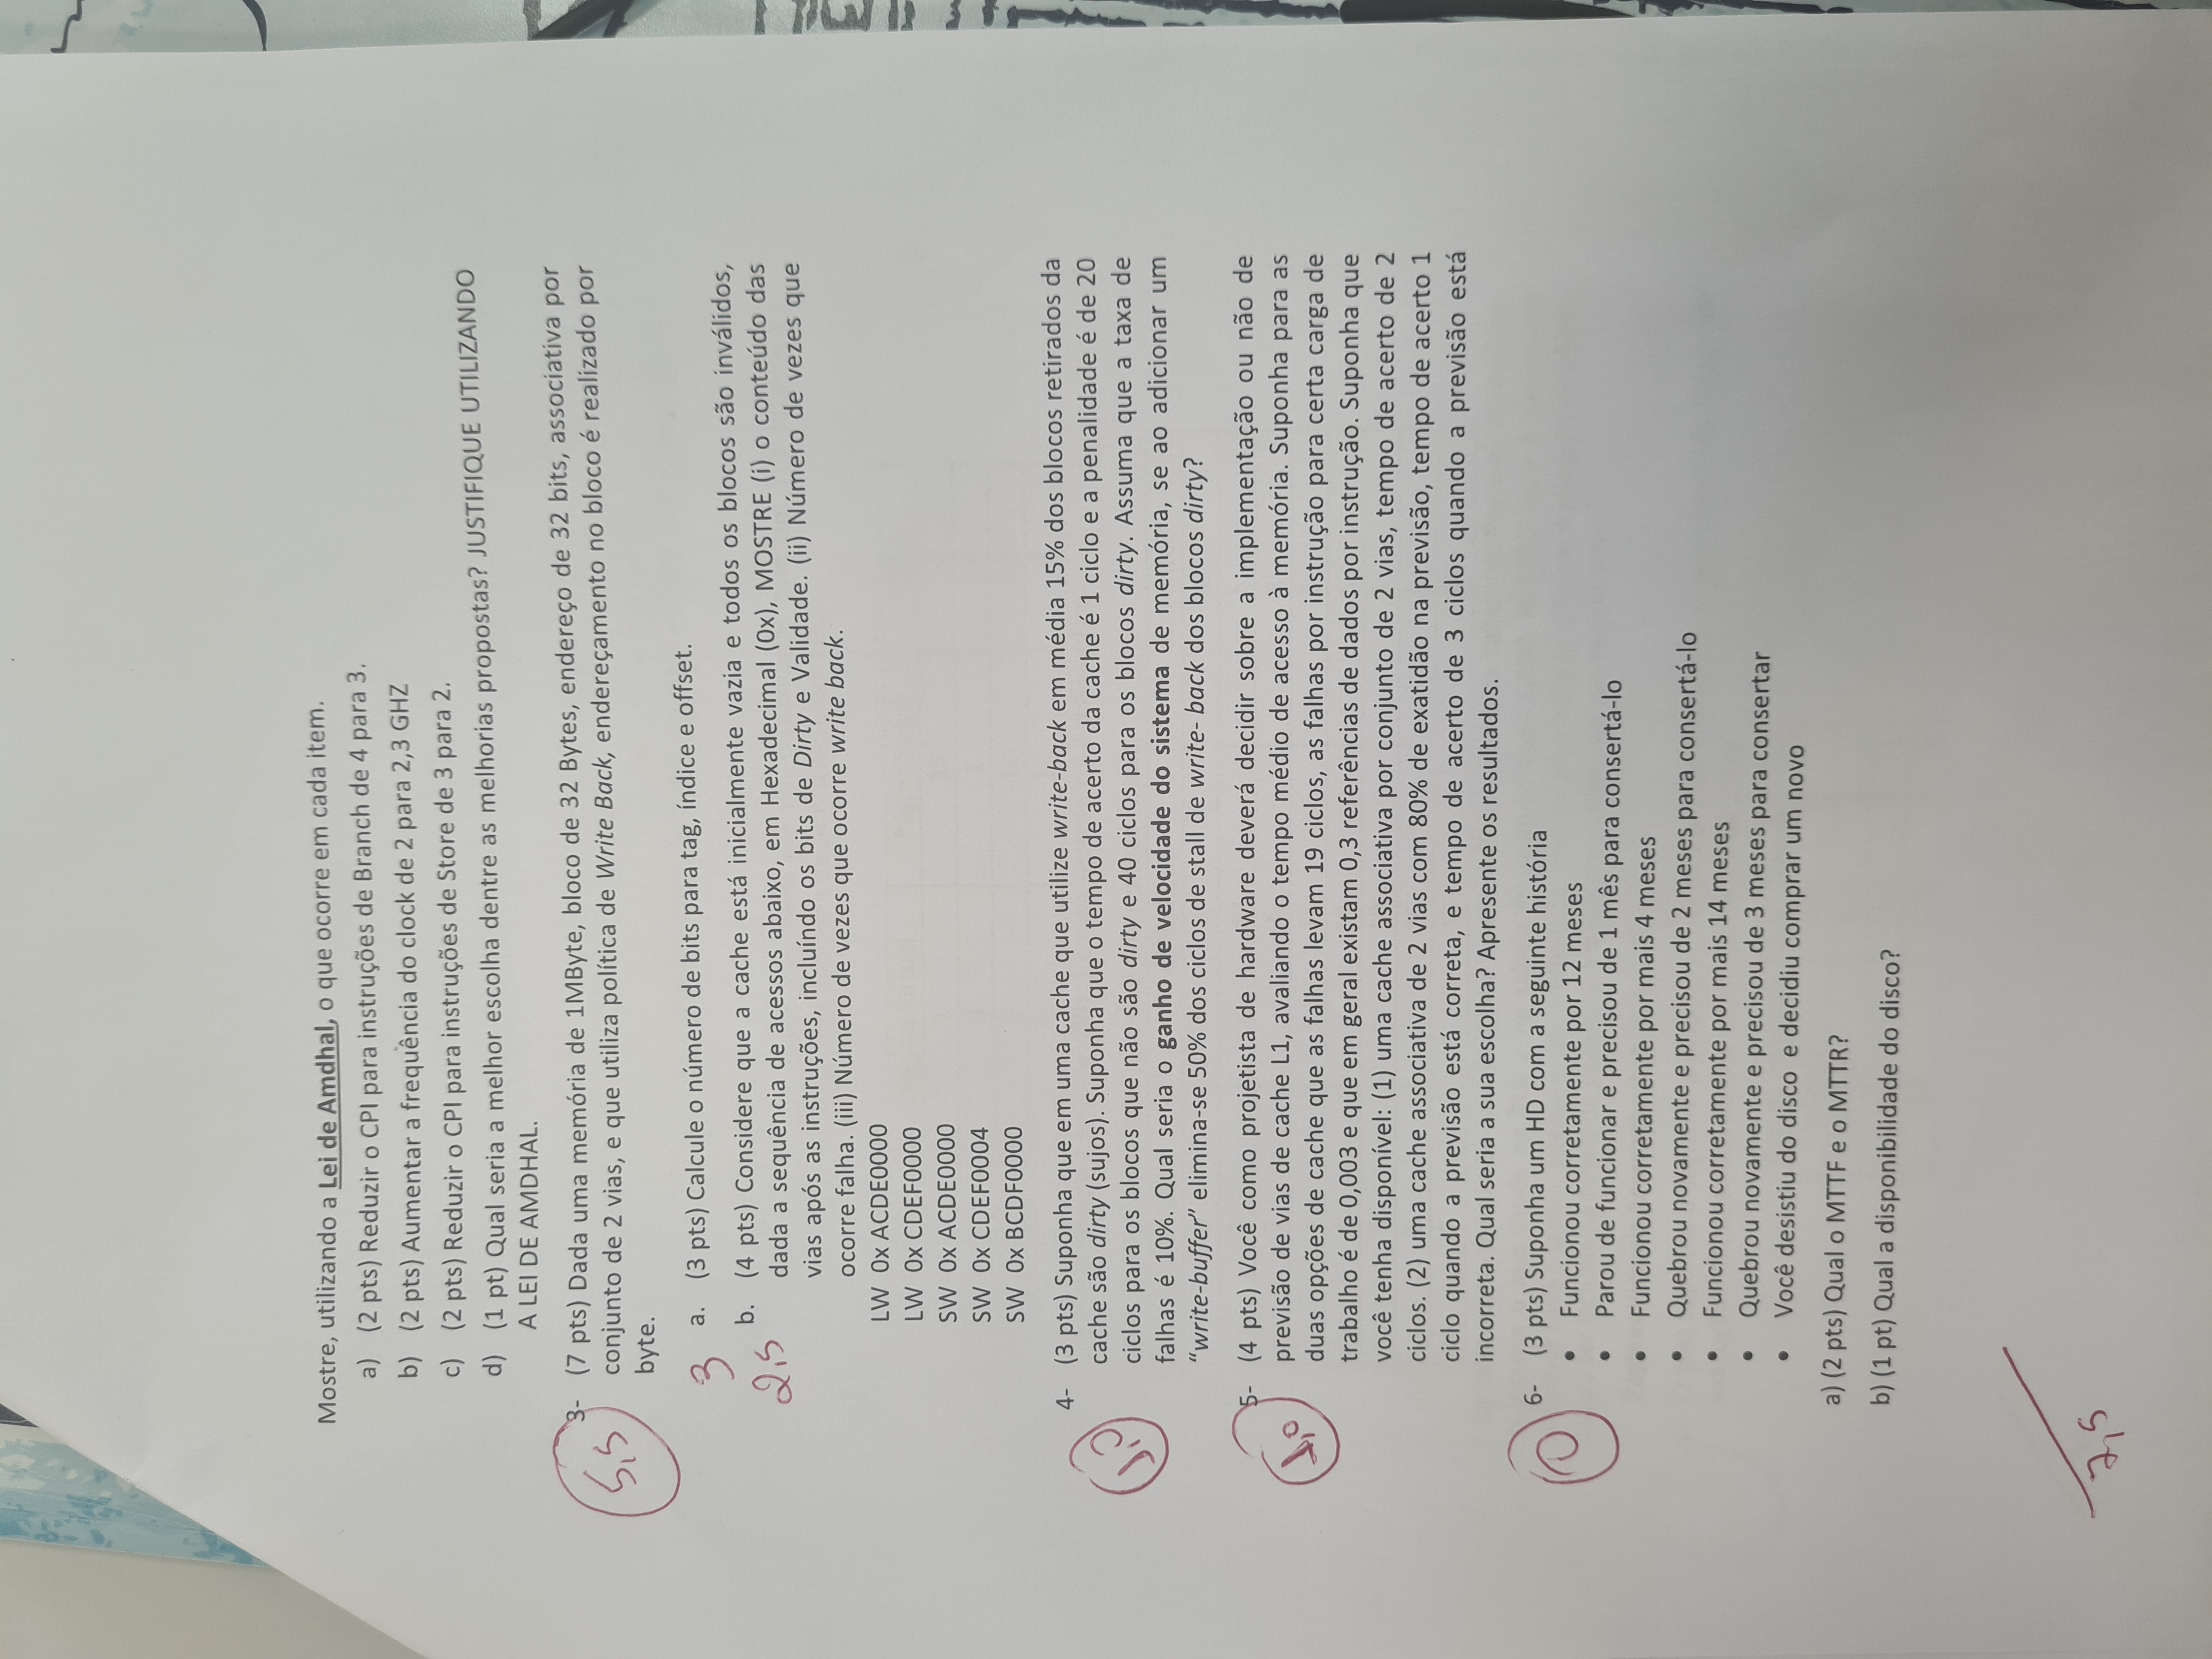 Mostre, utilizando a Lei de Amdhal, o que ocorre em cada item.
a) (2 pts) Reduzir o CPI para instruções de Branch de 4 para 3.
b) (2 pts) Aumentar a frequência do clock de 2 para 2,3 GHZ
c) (2 pts) Reduzir o CPI para instruções de Store de 3 para 2.
d) (1 pt) Qual seria a melhor escolha dentre as melhorias propostas? JUSTIFIQUE UTILIZANDO
A LEI DE AMDHAL.
5,5
3- (7 pts) Dada uma memória de 1MByte, bloco de 32 Bytes, endereço de 32 bits, associativa por
conjunto de 2 vias, e que utiliza política de Write Back, endereçamento no bloco é realizado por
byte.
3 a. (3 pts) Calcule o número de bits para tag, índice e offset.
2,5 b. (4 pts) Considere que a cache está inicialmente vazia e todos os blocos são inválidos,
dada a sequência de acessos abaixo, em Hexadecimal (0x), MOSTRE (i) o conteúdo das
vias após as instruções, incluíndo os bits de Dirty e Validade. (ii) Número de vezes que
ocorre falha. (iii) Número de vezes que ocorre write back.
LW 0x ACDE0000
LW 0x CDEF0000
SW 0x ACDE0000
SW 0x CDEF0004
SW 0x BCDF0000
1,0
4- (3 pts) Suponha que em uma cache que utilize write-back em média 15% dos blocos retirados da
cache são dirty (sujos). Suponha que o tempo de acerto da cache é 1 ciclo e a penalidade é de 20
ciclos para os blocos que não são dirty e 40 ciclos para os blocos dirty. Assuma que a taxa de
falhas é 10%. Qual seria o ganho de velocidade do sistema de memória, se ao adicionar um
“write-buffer” elimina-se 50% dos ciclos de stall de write- back dos blocos dirty?
1,0
5- (4 pts) Você como projetista de hardware deverá decidir sobre a implementação ou não de
previsão de vias de cache L1, avaliando o tempo médio de acesso à memória. Suponha para as
duas opções de cache que as falhas levam 19 ciclos, as falhas por instrução para certa carga de
trabalho é de 0,003 e que em geral existam 0,3 referências de dados por instrução. Suponha que
você tenha disponível: (1) uma cache associativa por conjunto de 2 vias, tempo de acerto de 2
ciclos. (2) uma cache associativa de 2 vias com 80% de exatidão na previsão, tempo de acerto 1
ciclo quando a previsão está correta, e tempo de acerto de 3 ciclos quando a previsão está
incorreta. Qual seria a sua escolha? Apresente os resultados.
0
6- (3 pts) Suponha um HD com a seguinte história
• Funcionou corretamente por 12 meses
• Parou de funcionar e precisou de 1 mês para consertá-lo
• Funcionou corretamente por mais 4 meses
• Quebrou novamente e precisou de 2 meses para consertá-lo
• Funcionou corretamente por mais 14 meses
• Quebrou novamente e precisou de 3 meses para consertar
• Você desistiu do disco e decidiu comprar um novo
a) (2 pts) Qual o MTTF e o MTTR?
b) (1 pt) Qual a disponibilidade do disco?
7,5